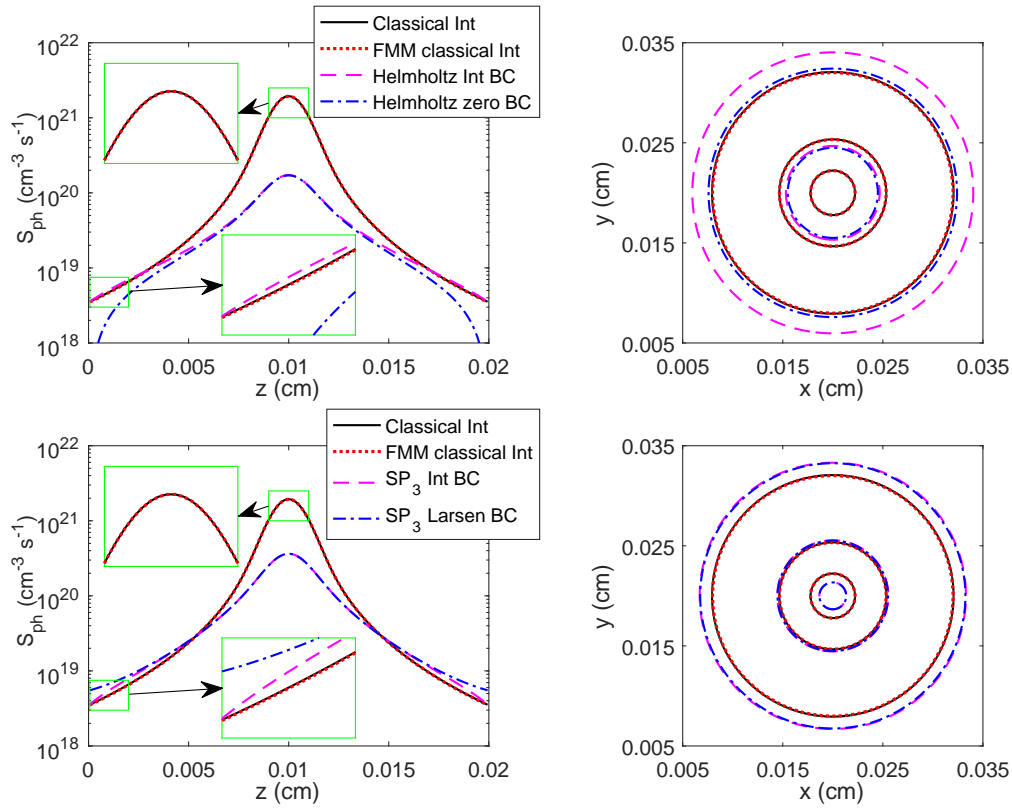 Classical Int
FMM classical Int
Helmholtz Int BC
Helmholtz zero BC
10^22
10^21
10^20
10^19
10^18
S_ph (cm^-3 s^-1)
0
0.005
0.01
0.015
0.02
z (cm)
0.035
0.025
0.015
0.005
y (cm)
0.005
0.015
0.025
0.035
x (cm)
Classical Int
FMM classical Int
SP_3 Int BC
SP_3 Larsen BC
10^22
10^21
10^20
10^19
10^18
S_ph (cm^-3 s^-1)
0
0.005
0.01
0.015
0.02
z (cm)
0.035
0.025
0.015
0.005
y (cm)
0.005
0.015
0.025
0.035
x (cm)